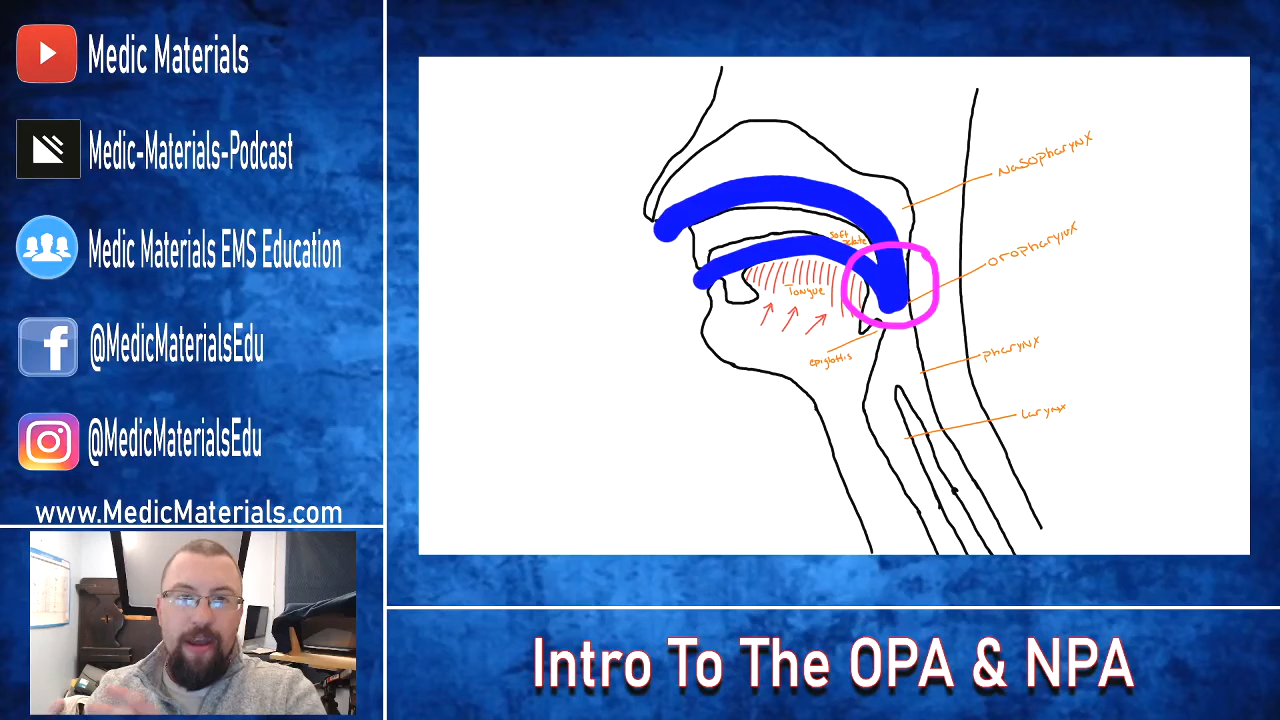 Medic Materials
Medic-Materials-Podcast
Medic Materials EMS Education
@MedicMaterialsEdu
@MedicMaterialsEdu
www.MedicMaterials.com
Nasopharynx
Oropharynx
Soft
Tongue
epiglottis
pharynx
Larynx
Intro To The OPA & NPA